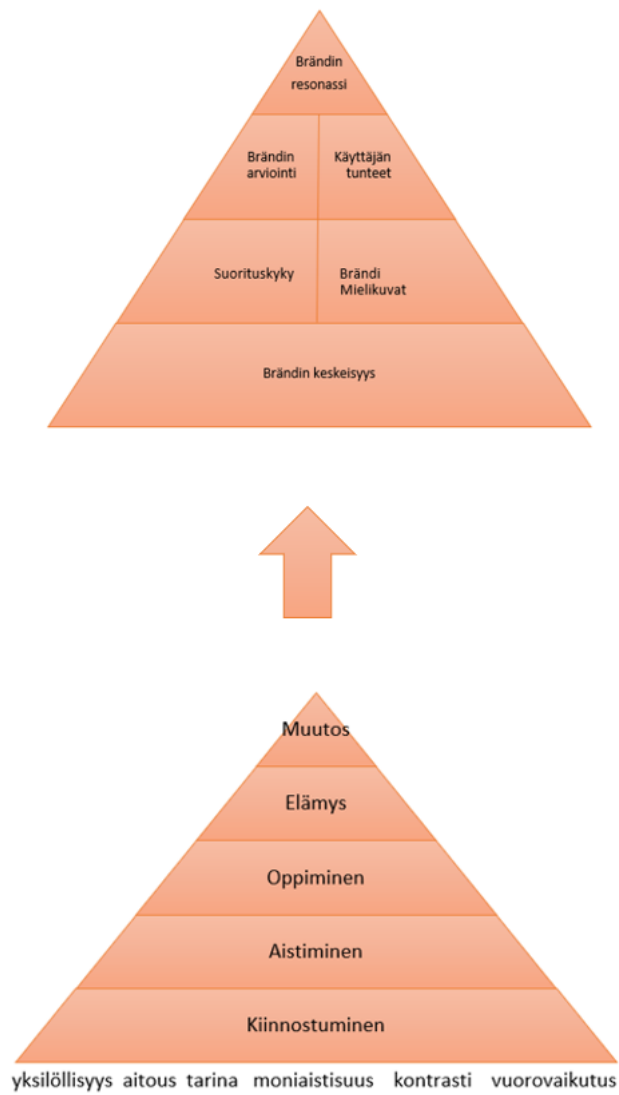 Brändin
resonassi
Brändin
arviointi
Käyttäjän
tunteet
Suorituskyky
Brändi
Mielikuvat
Brändin keskeisyys
Muutos
Elämys
Oppiminen
Aistiminen
Kiinnostuminen
yksilöllisyys aitous tarina moniaistisuus kontrasti vuorovaikutus